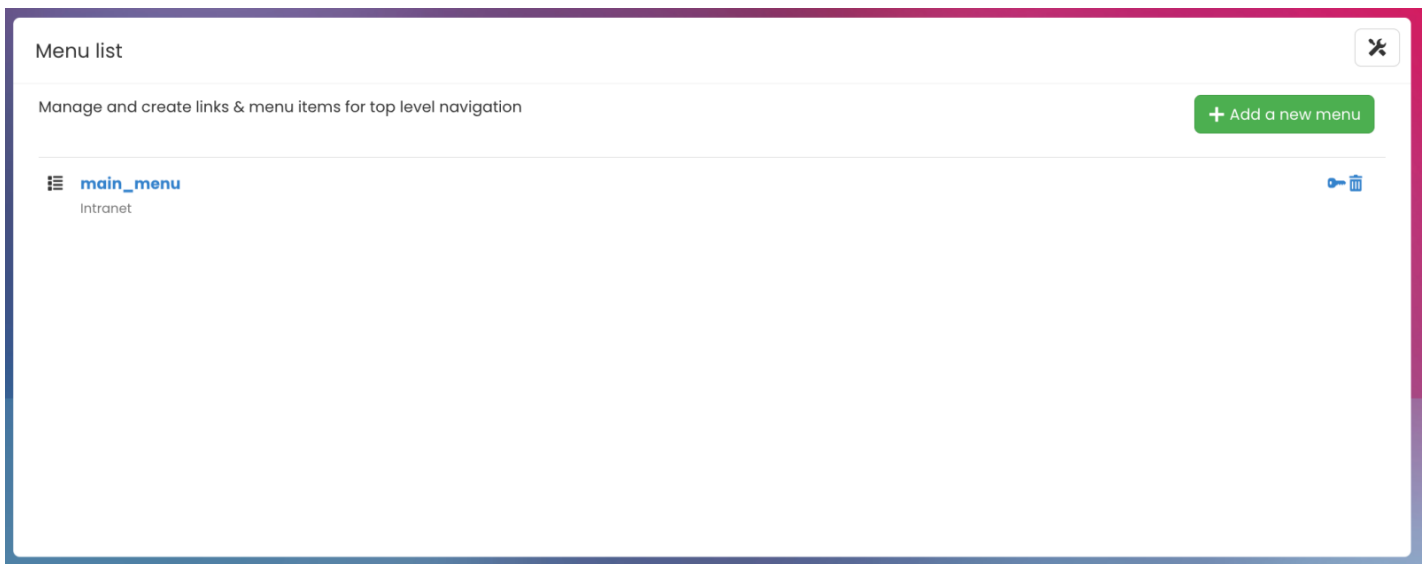 Menu list
Manage and create links & menu items for top level navigation
Add a new menu
main_menu
Intranet